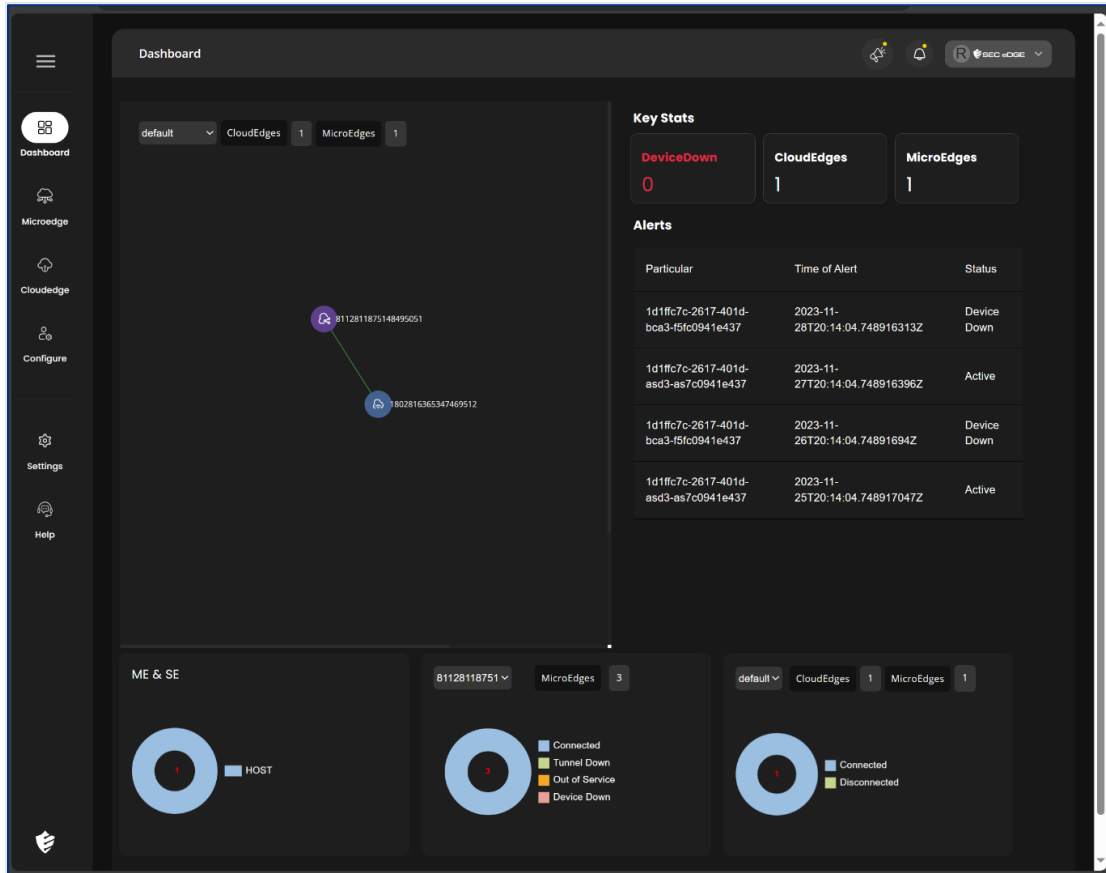 Dashboard
R SEC eDGE
Dashboard
Microedge
Cloudedge
Configure
Settings
Help
default CloudEdges 1 MicroEdges 1
8112811875148495051
1802816365347469512
Key Stats
DeviceDown CloudEdges MicroEdges
0 1 1
Alerts
Particular Time of Alert Status
1d1ffc7c-2617-401d- 2023-11- Device
bca3-f5fc0941e437 28T20:14:04.748916313Z Down
1d1ffc7c-2617-401d- 2023-11-
asd3-as7c0941e437 27T20:14:04.748916396Z Active
1d1ffc7c-2617-401d- 2023-11- Device
bca3-f5fc0941e437 26T20:14:04.74891694Z Down
1d1ffc7c-2617-401d- 2023-11-
asd3-as7c0941e437 25T20:14:04.748917047Z Active
ME & SE
1
HOST
81128118751 MicroEdges 3
3
Connected
Tunnel Down
Out of Service
Device Down
default CloudEdges 1 MicroEdges 1
1
Connected
Disconnected